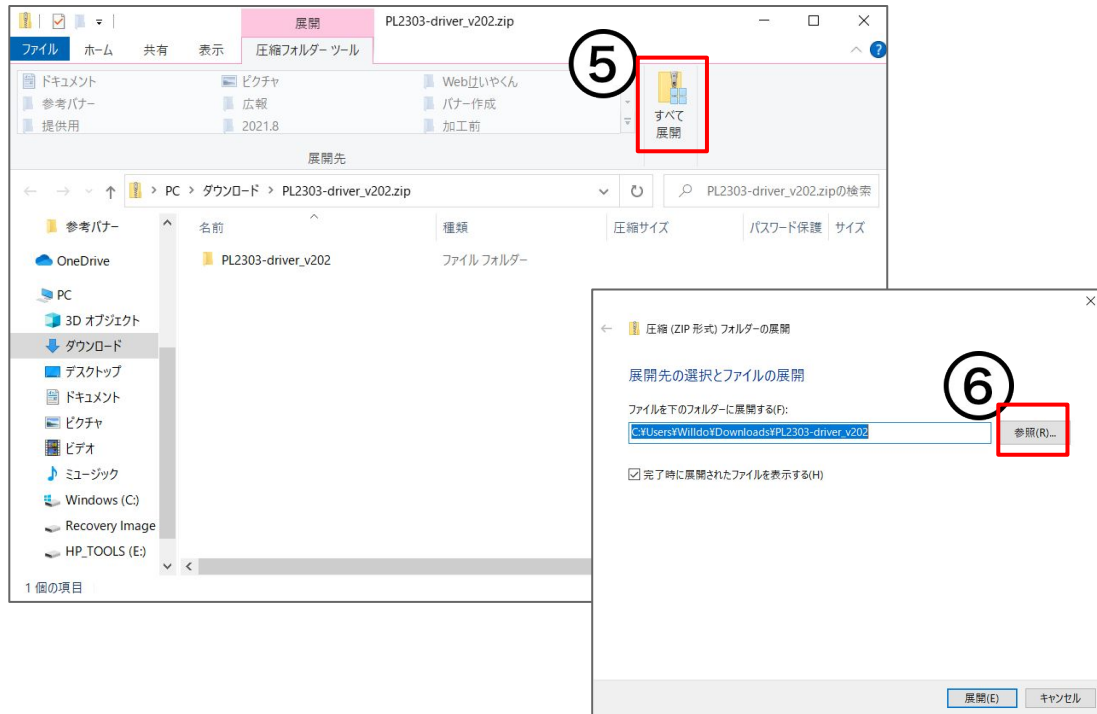 展開
PL2303-driver_v202.zip
ファイル ホーム 共有 表示 圧縮フォルダー ツール
ドキュメント ピクチャ Webけいやくん
参考バナー 広報 バナー作成
提供用 2021.8 加工前
⑤
すべて
展開
展開先
PC > ダウンロード > PL2303-driver_v202.zip
PL2303-driver_v202.zipの検索
参考バナー
名前 種類 圧縮サイズ パスワード保護 サイズ
OneDrive
PL2303-driver_v202 ファイル フォルダー
PC
3D オブジェクト
ダウンロード
デスクトップ
ドキュメント
ピクチャ
ビデオ
ミュージック
Windows (C:)
Recovery Image
HP_TOOLS (E:)
1 個の項目
圧縮 (ZIP 形式) フォルダーの展開
展開先の選択とファイルの展開
⑥
ファイルを下のフォルダーに展開する(F):
C:¥Users¥Willdo¥Downloads¥PL2303-driver_v202
参照(R)...
完了時に展開されたファイルを表示する(H)
展開(E) キャンセル